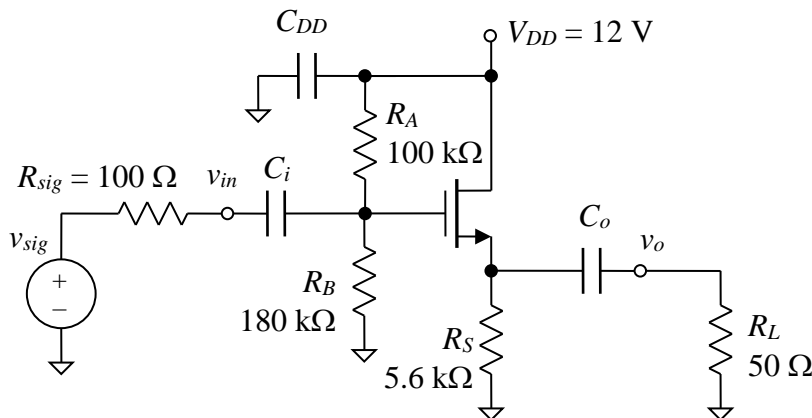 C_DD
V_DD = 12 V
R_A
100 kΩ
R_sig = 100 Ω
v_in
C_i
C_o
v_o
v_sig
+
−
R_B
180 kΩ
R_S
5.6 kΩ
R_L
50 Ω